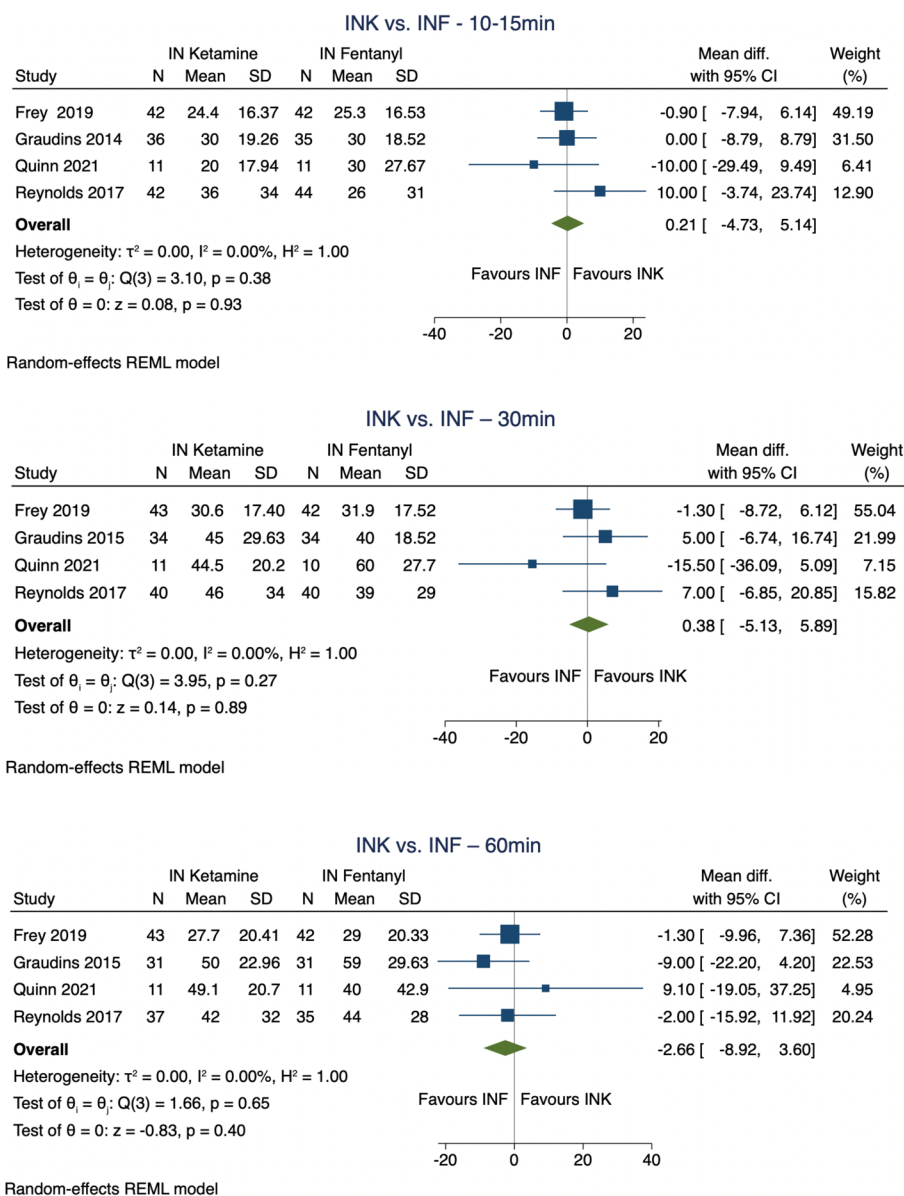 INK vs. INF - 10-15min
IN Ketamine IN Fentanyl Mean diff. Weight
Study N Mean SD N Mean SD with 95% CI (%)
Frey 2019 42 24.4 16.37 42 25.3 16.53 -0.90 [ -7.94, 6.14] 49.19
Graudins 2014 36 30 19.26 35 30 18.52 0.00 [ -8.79, 8.79] 31.50
Quinn 2021 11 20 17.94 11 30 27.67 -10.00 [ -29.49, 9.49] 6.41
Reynolds 2017 42 36 34 44 26 31 10.00 [ -3.74, 23.74] 12.90
Overall 0.21 [ -4.73, 5.14]
Heterogeneity: τ² = 0.00, I² = 0.00%, H² = 1.00
Test of θᵢ = θⱼ: Q(3) = 3.10, p = 0.38
Favours INF Favours INK
Test of θ = 0: z = 0.08, p = 0.93
-40 -20 0 20
Random-effects REML model
INK vs. INF – 30min
IN Ketamine IN Fentanyl Mean diff. Weight
Study N Mean SD N Mean SD with 95% CI (%)
Frey 2019 43 30.6 17.40 42 31.9 17.52 -1.30 [ -8.72, 6.12] 55.04
Graudins 2015 34 45 29.63 34 40 18.52 5.00 [ -6.74, 16.74] 21.99
Quinn 2021 11 44.5 20.2 10 60 27.7 -15.50 [ -36.09, 5.09] 7.15
Reynolds 2017 40 46 34 40 39 29 7.00 [ -6.85, 20.85] 15.82
Overall 0.38 [ -5.13, 5.89]
Heterogeneity: τ² = 0.00, I² = 0.00%, H² = 1.00
Test of θᵢ = θⱼ: Q(3) = 3.95, p = 0.27
Favours INF Favours INK
Test of θ = 0: z = 0.14, p = 0.89
-40 -20 0 20
Random-effects REML model
INK vs. INF – 60min
IN Ketamine IN Fentanyl Mean diff. Weight
Study N Mean SD N Mean SD with 95% CI (%)
Frey 2019 43 27.7 20.41 42 29 20.33 -1.30 [ -9.96, 7.36] 52.28
Graudins 2015 31 50 22.96 31 59 29.63 -9.00 [ -22.20, 4.20] 22.53
Quinn 2021 11 49.1 20.7 11 40 42.9 9.10 [ -19.05, 37.25] 4.95
Reynolds 2017 37 42 32 35 44 28 -2.00 [ -15.92, 11.92] 20.24
Overall -2.66 [ -8.92, 3.60]
Heterogeneity: τ² = 0.00, I² = 0.00%, H² = 1.00
Test of θᵢ = θⱼ: Q(3) = 1.66, p = 0.65
Favours INF Favours INK
Test of θ = 0: z = -0.83, p = 0.40
-20 0 20 40
Random-effects REML model